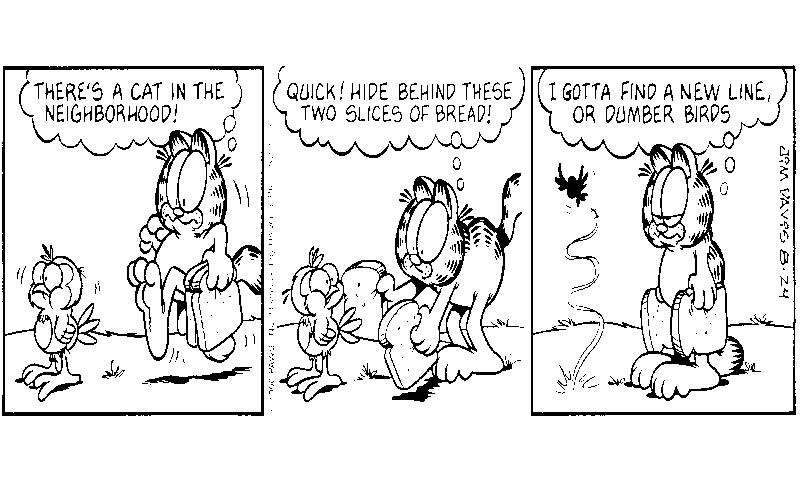 THERE'S A CAT IN THE
NEIGHBORHOOD!
QUICK! HIDE BEHIND THESE
TWO SLICES OF BREAD!
I GOTTA FIND A NEW LINE,
OR DUMBER BIRDS
JIM DAVIS 8-24